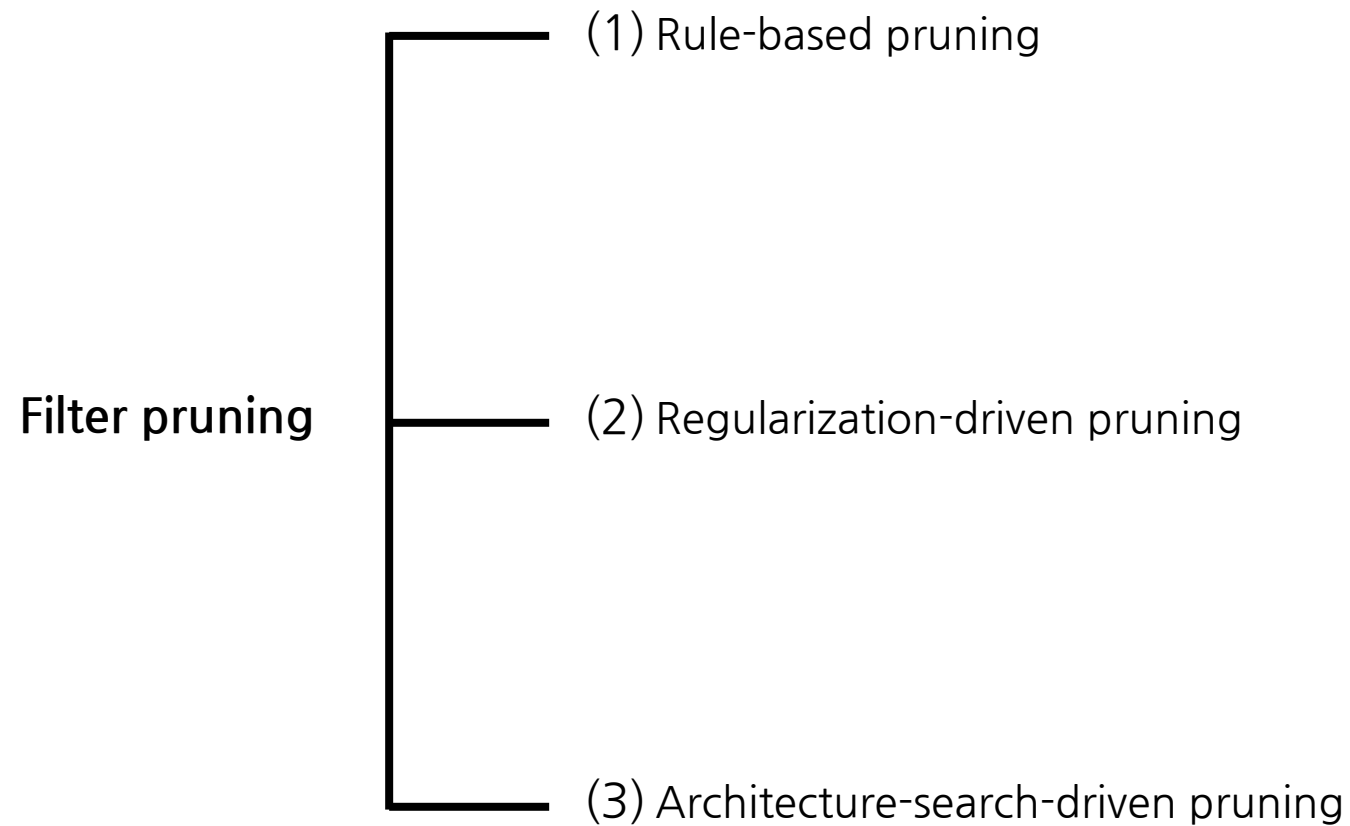 (1) Rule-based pruning
Filter pruning
(2) Regularization-driven pruning
(3) Architecture-search-driven pruning